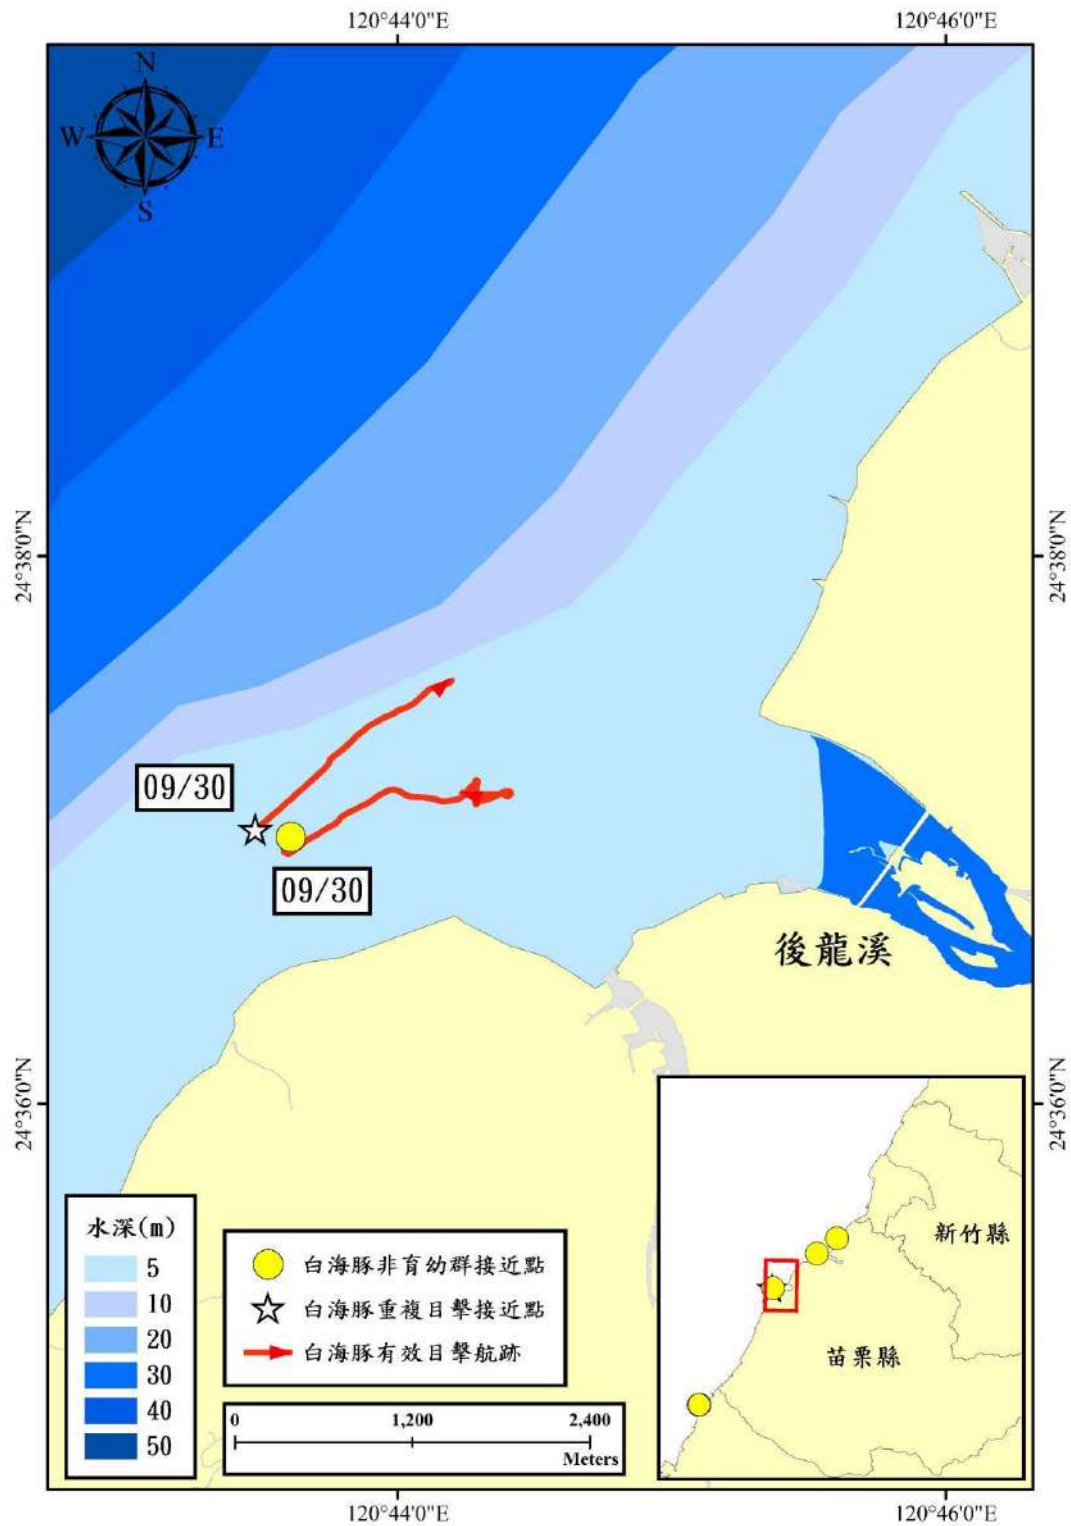 120°44'0"E
120°46'0"E
N
W
E
S
24°38'0"N
24°38'0"N
09/30
09/30
後龍溪
24°36'0"N
24°36'0"N
水深(m)
5
10
20
30
40
50
白海豚非育幼群接近點
白海豚重複目擊接近點
白海豚有效目擊航跡
0 1,200 2,400
Meters
新竹縣
苗栗縣
120°44'0"E
120°46'0"E